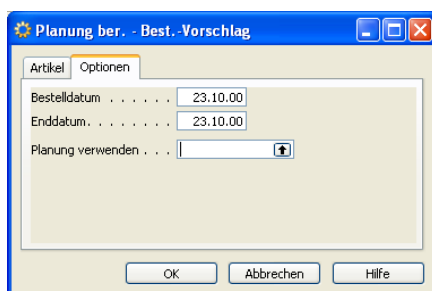 Planung ber. - Best.-Vorschlag
Artikel Optionen
Bestelldatum . . . . . . 23.10.00
Enddatum. . . . . . . . 23.10.00
Planung verwenden . . .
OK Abbrechen Hilfe